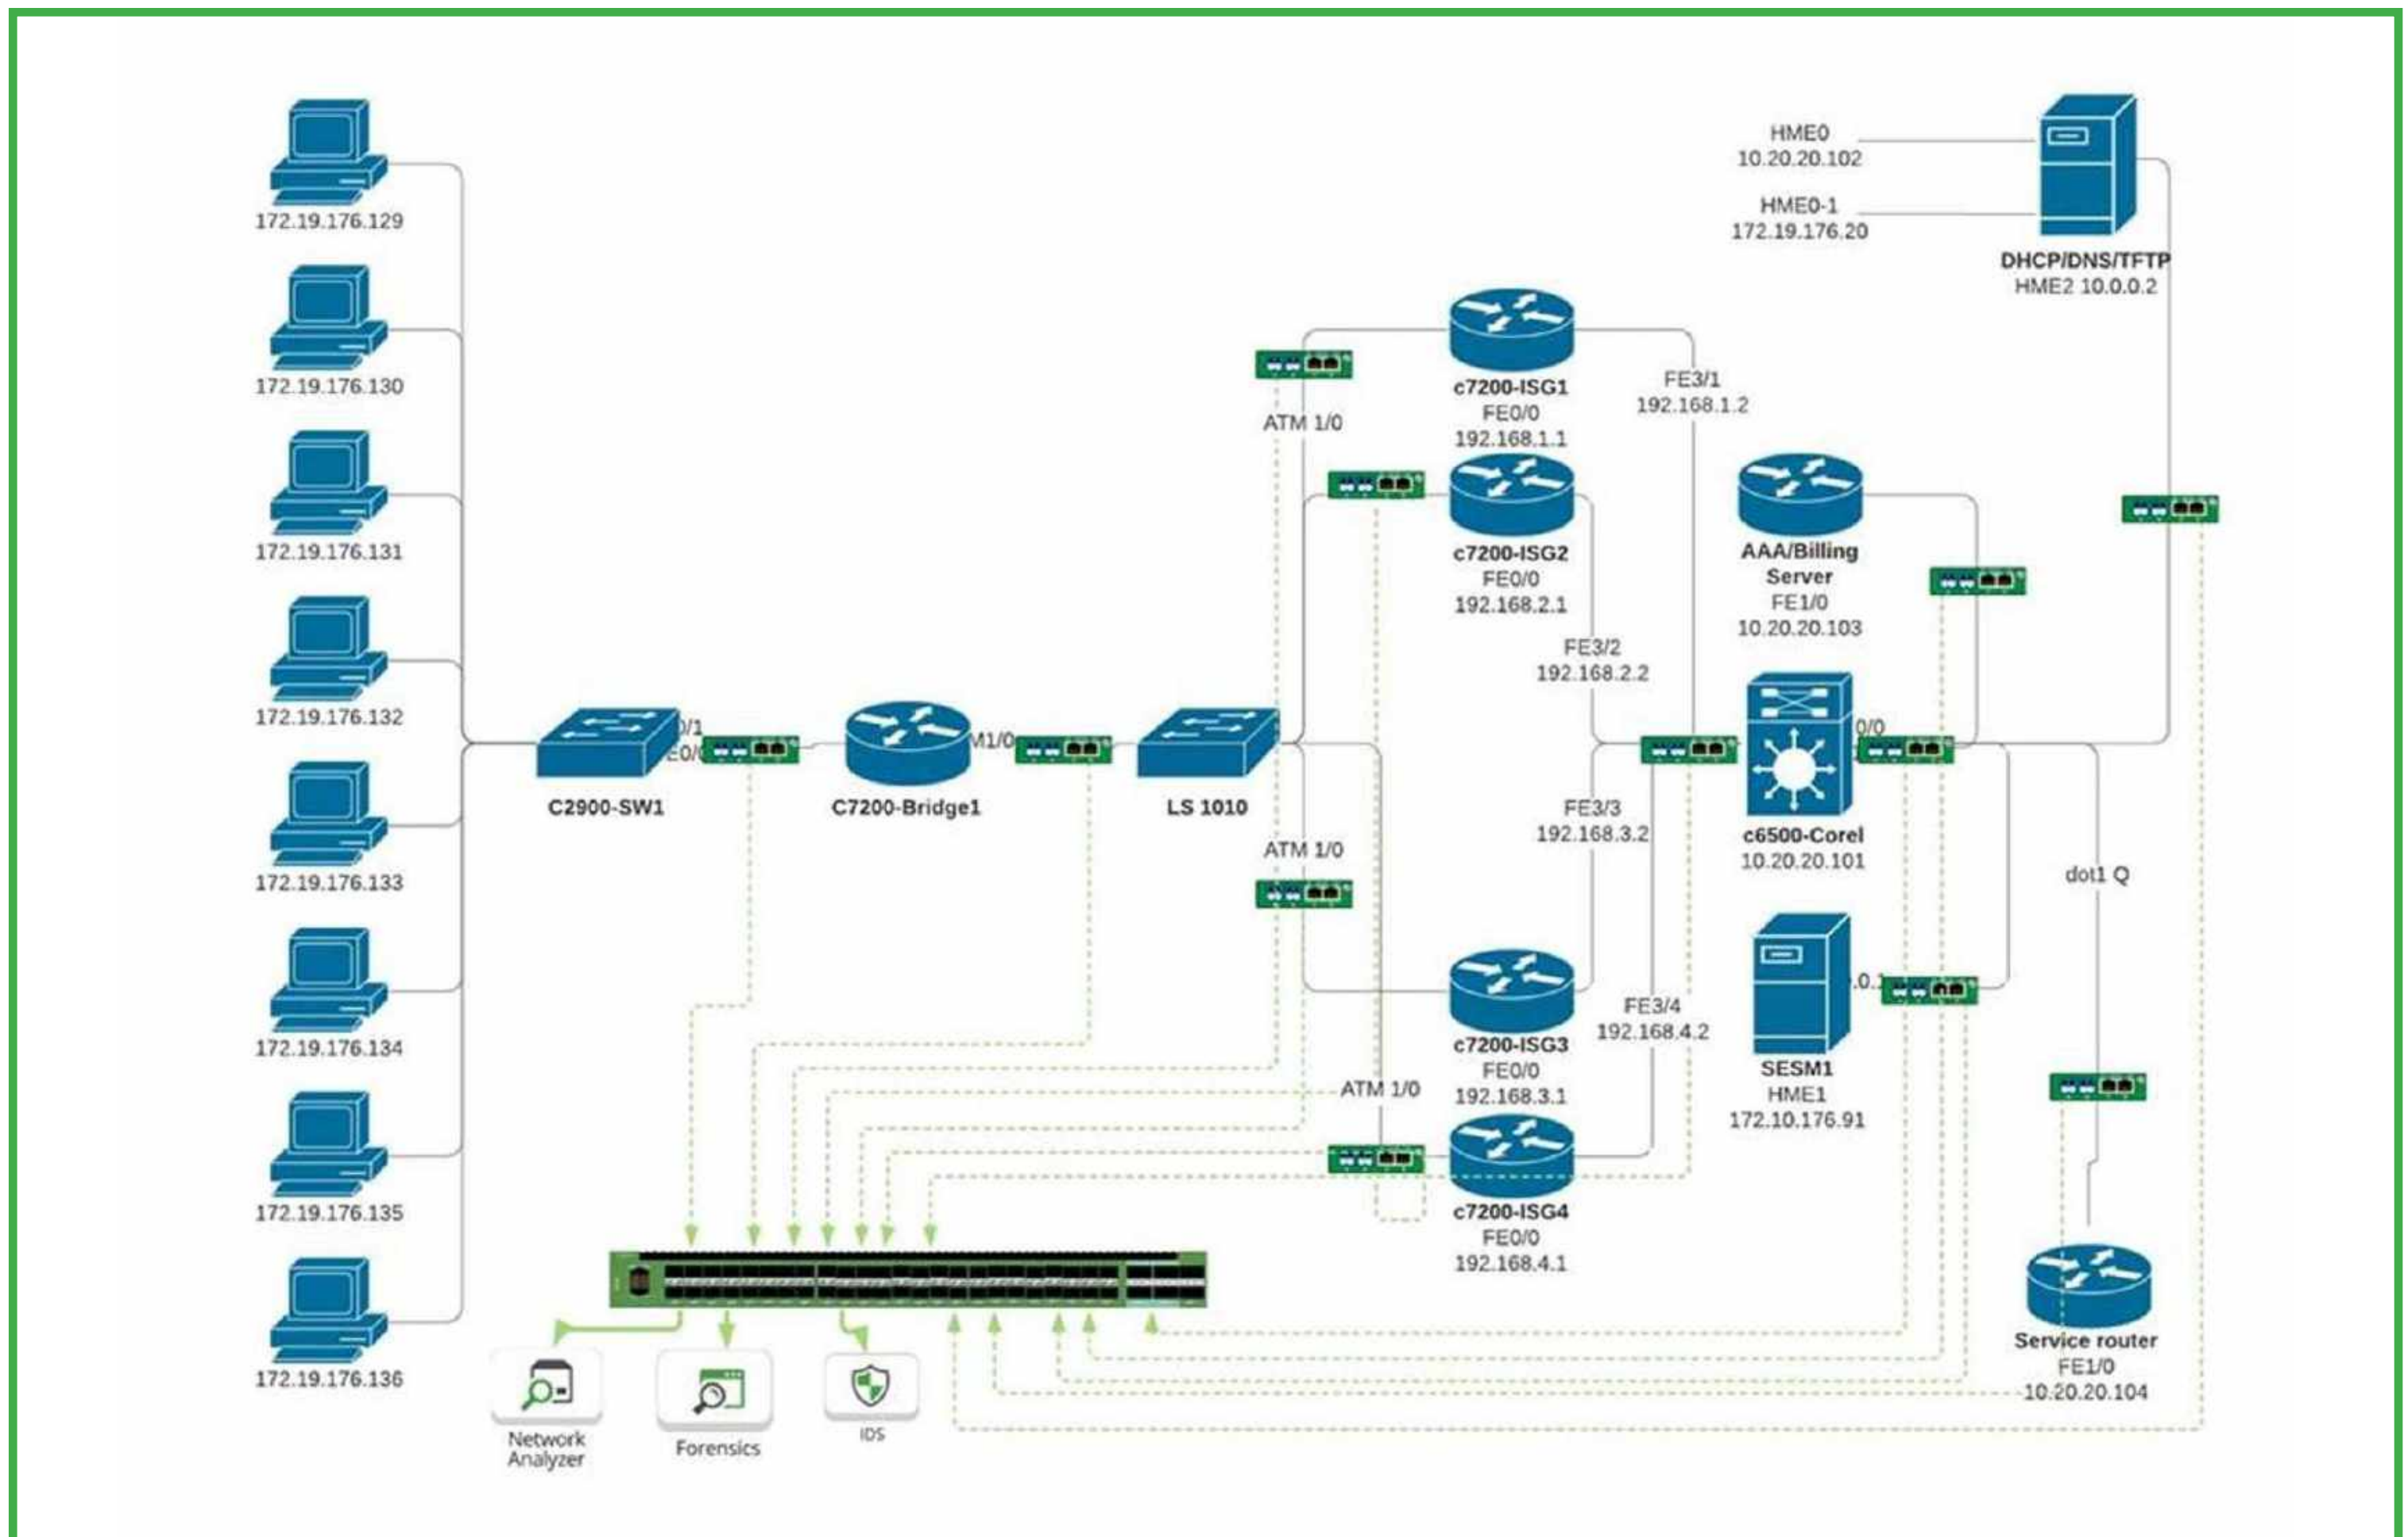 172.19.176.129
172.19.176.130
172.19.176.131
172.19.176.132
172.19.176.133
172.19.176.134
172.19.176.135
172.19.176.136
C2900-SW1
C7200-Bridge1
LS 1010
ATM 1/0
ATM 1/0
ATM 1/0
c7200-ISG1
FE0/0
192.168.1.1
c7200-ISG2
FE0/0
192.168.2.1
c7200-ISG3
FE0/0
192.168.3.1
c7200-ISG4
FE0/0
192.168.4.1
FE3/1
192.168.1.2
FE3/2
192.168.2.2
FE3/3
192.168.3.2
FE3/4
192.168.4.2
HME0
10.20.20.102
HME0-1
172.19.176.20
DHCP/DNS/TFTP
HME2 10.0.0.2
AAA/Billing
Server
FE1/0
10.20.20.103
0/0
c6500-Corel
10.20.20.101
dot1 Q
SESM1
HME1
172.10.176.91
Service router
FE1/0
10.20.20.104
Network
Analyzer
Forensics
IDS